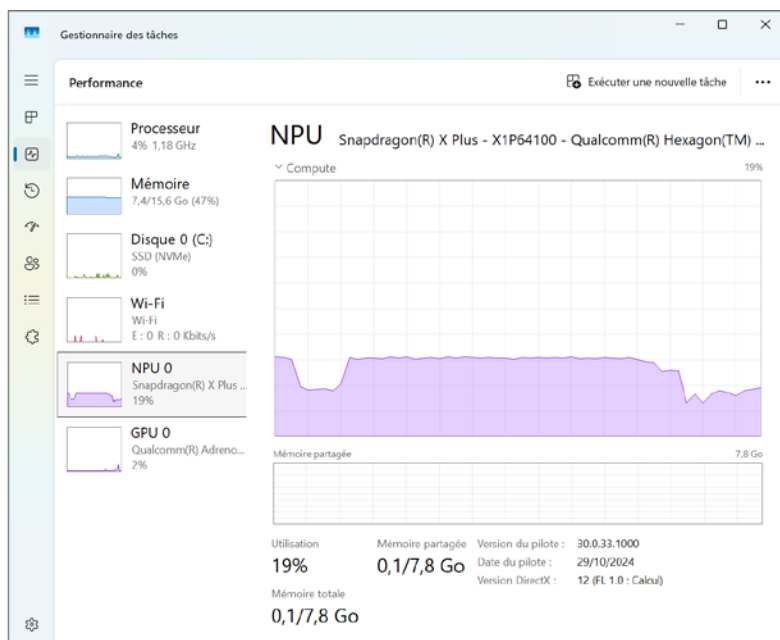 Gestionnaire des tâches
Performance
Exécuter une nouvelle tâche
Processeur
4% 1,18 GHz
Mémoire
7,4/15,6 Go (47%)
Disque 0 (C:)
SSD (NVMe)
0%
Wi-Fi
Wi-Fi
E : 0 R : 0 Kbits/s
NPU 0
Snapdragon(R) X Plus ...
19%
GPU 0
Qualcomm(R) Adreno...
2%
NPU Snapdragon(R) X Plus - X1P64100 - Qualcomm(R) Hexagon(TM) ...
Compute 19%
Mémoire partagée 7,8 Go
Utilisation
19%
Mémoire partagée
0,1/7,8 Go
Version du pilote : 30.0.33.1000
Date du pilote : 29/10/2024
Version DirectX : 12 (FL 1.0 : Calcul)
Mémoire totale
0,1/7,8 Go